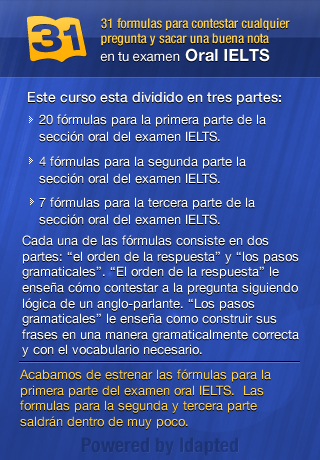 31
31 formulas para contestar cualquier
pregunta y sacar una buena nota
en tu examen Oral IELTS
Este curso esta dividido en tres partes:
20 fórmulas para la primera parte de la
sección oral del examen IELTS.
4 fórmulas para la segunda parte la
sección oral del examen IELTS.
7 fórmulas para la tercera parte de la
sección oral del examen IELTS.
Cada una de las fórmulas consiste en dos
partes: “el orden de la respuesta” y “los pasos
gramaticales”. “El orden de la respuesta” le
enseña cómo contestar a la pregunta siguiendo
lógica de un anglo-parlante. “Los pasos
gramaticales” le enseña como construir sus
frases en una manera gramaticalmente correcta
y con el vocabulario necesario.
Acabamos de estrenar las fórmulas para la
primera parte del examen oral IELTS. Las
formulas para la segunda y tercera parte
saldrán dentro de muy poco.
Powered by Idapted